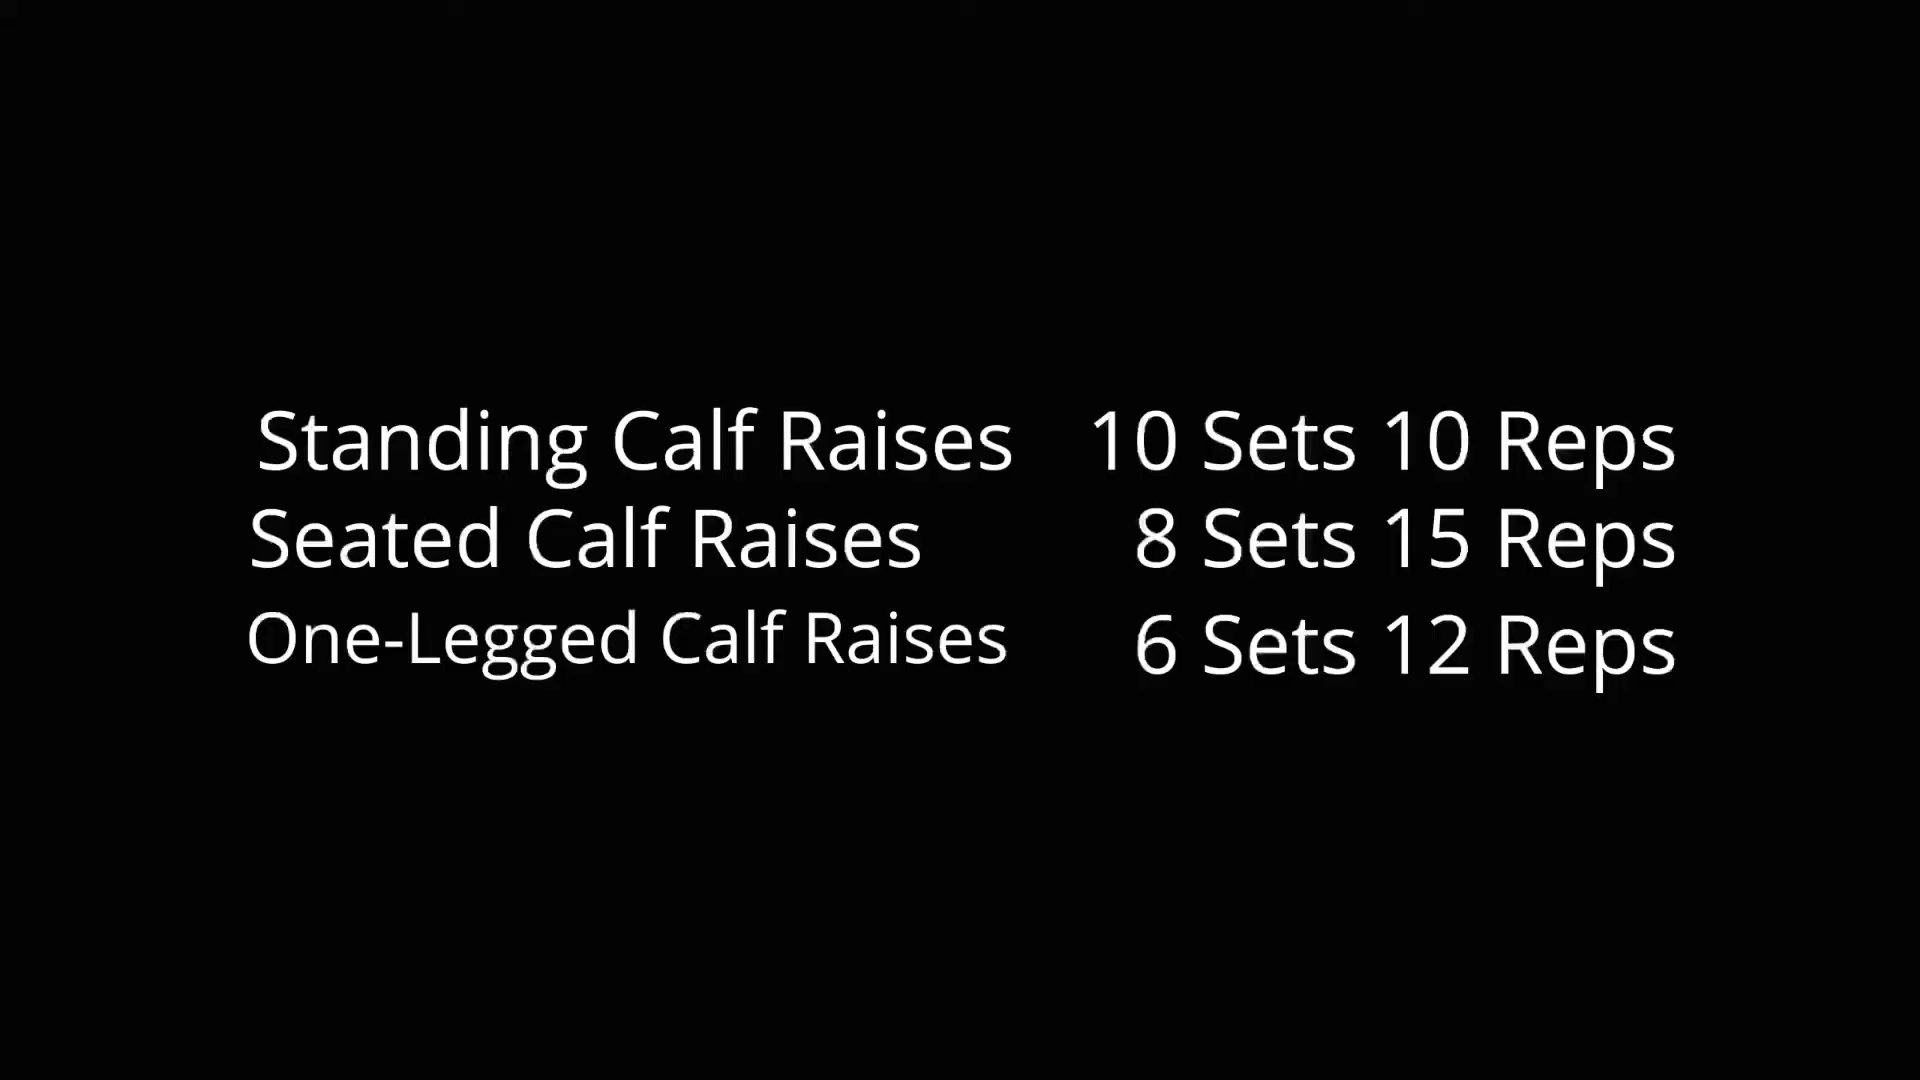 Standing Calf Raises 10 Sets 10 Reps
Seated Calf Raises 8 Sets 15 Reps
One-Legged Calf Raises 6 Sets 12 Reps